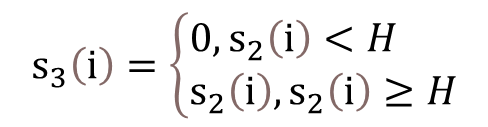 s₃(i) = { 0, s₂(i) < H
s₂(i), s₂(i) ≥ H